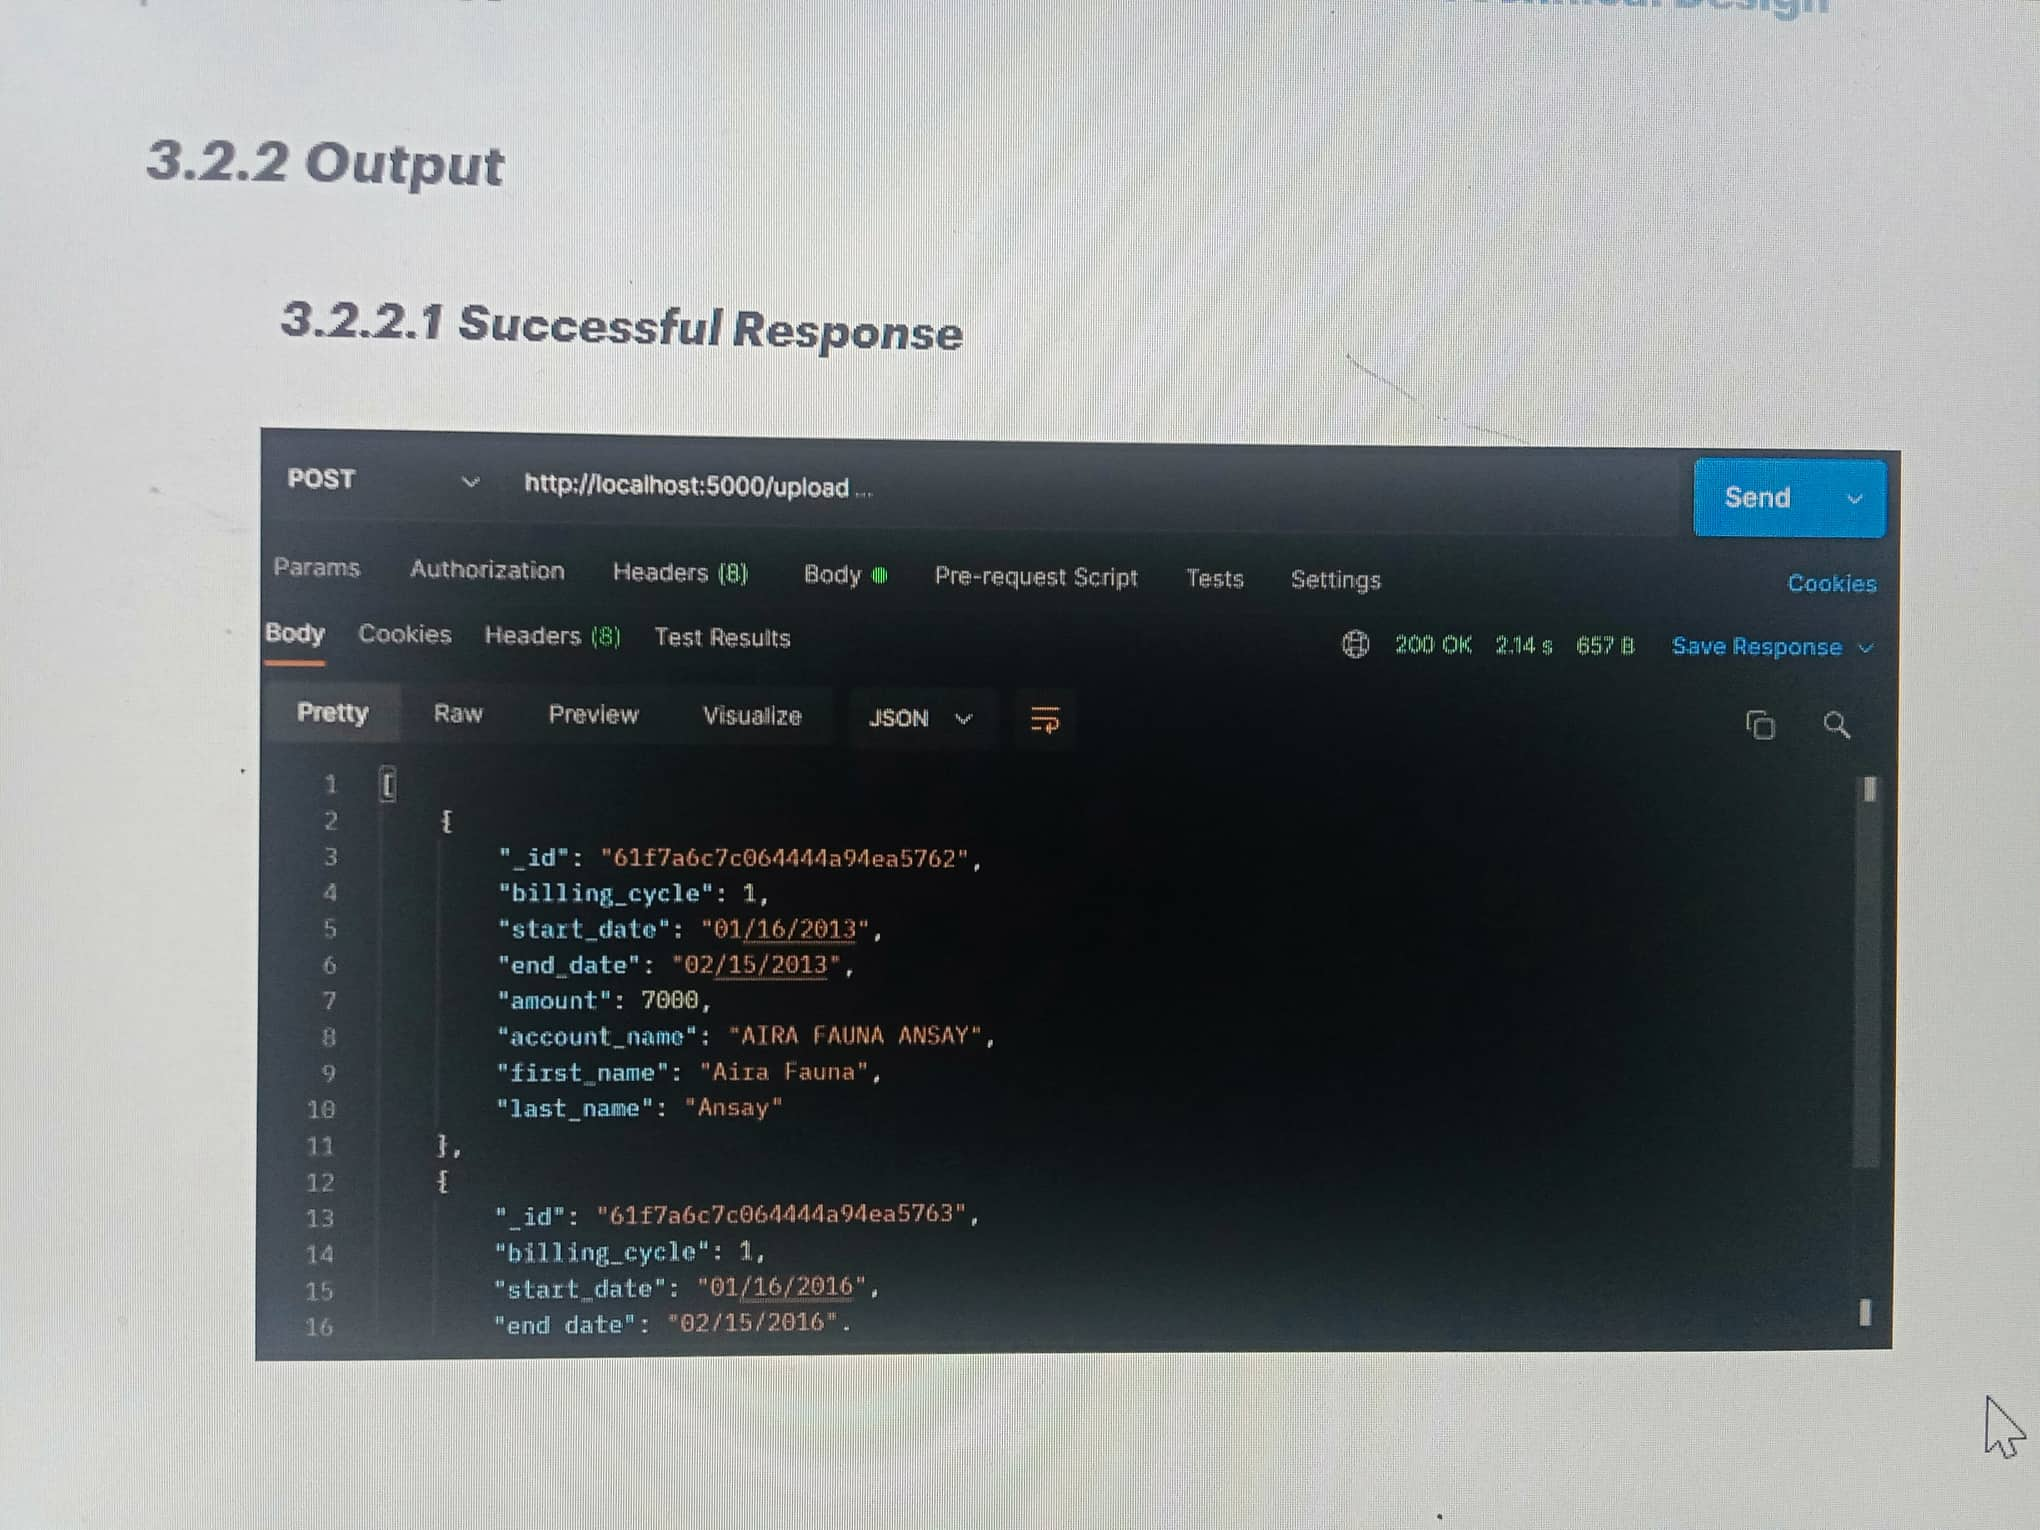 Design
3.2.2 Output
3.2.2.1 Successful Response
POST http://localhost:5000/upload ... Send
Params Authorization Headers (8) Body Pre-request Script Tests Settings Cookies
Body Cookies Headers (8) Test Results 200 OK 2.14 s 657 B Save Response
Pretty Raw Preview Visualize JSON
1 [
2 {
3 "_id": "61f7a6c7c064444a94ea5762",
4 "billing_cycle": 1,
5 "start_date": "01/16/2013",
6 "end_date": "02/15/2013",
7 "amount": 7000,
8 "account_name": "AIRA FAUNA ANSAY",
9 "first_name": "Aira Fauna",
10 "last_name": "Ansay"
11 },
12 {
13 "_id": "61f7a6c7c064444a94ea5763",
14 "billing_cycle": 1,
15 "start_date": "01/16/2016",
16 "end date": "02/15/2016".